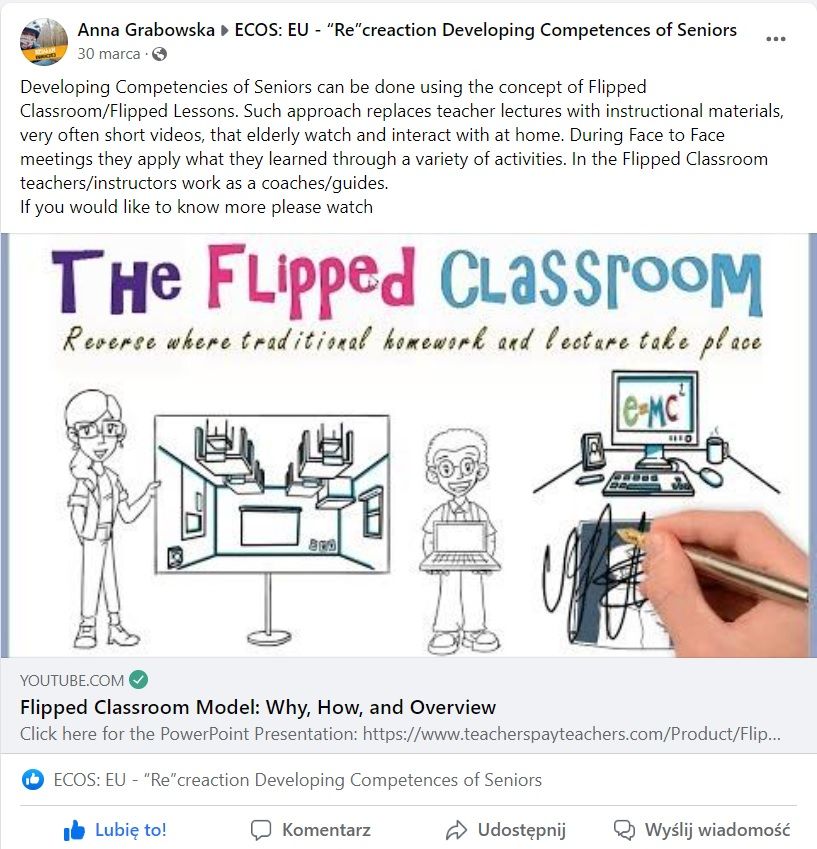 Anna Grabowska ▸ ECOS: EU - “Re”creaction Developing Competences of Seniors
30 marca ·
Developing Competencies of Seniors can be done using the concept of Flipped
Classroom/Flipped Lessons. Such approach replaces teacher lectures with instructional materials,
very often short videos, that elderly watch and interact with at home. During Face to Face
meetings they apply what they learned through a variety of activities. In the Flipped Classroom
teachers/instructors work as a coaches/guides.
If you would like to know more please watch
The Flipped Classroom
Reverse where traditional homework and lecture take place
e=mc²
YOUTUBE.COM
Flipped Classroom Model: Why, How, and Overview
Click here for the PowerPoint Presentation: https://www.teacherspayteachers.com/Product/Flip...
ECOS: EU - “Re”creaction Developing Competences of Seniors
Lubię to!
Komentarz
Udostępnij
Wyślij wiadomość